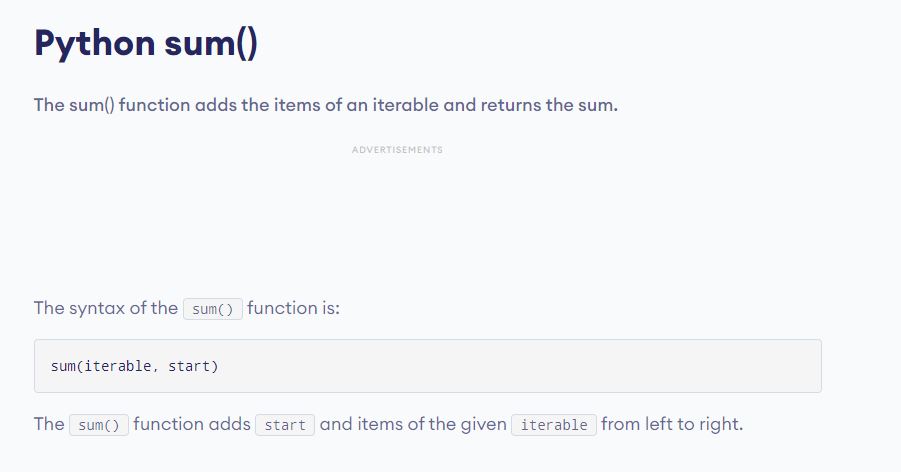 Python sum()
The sum() function adds the items of an iterable and returns the sum.
ADVERTISEMENTS
The syntax of the sum() function is:
sum(iterable, start)
The sum() function adds start and items of the given iterable from left to right.